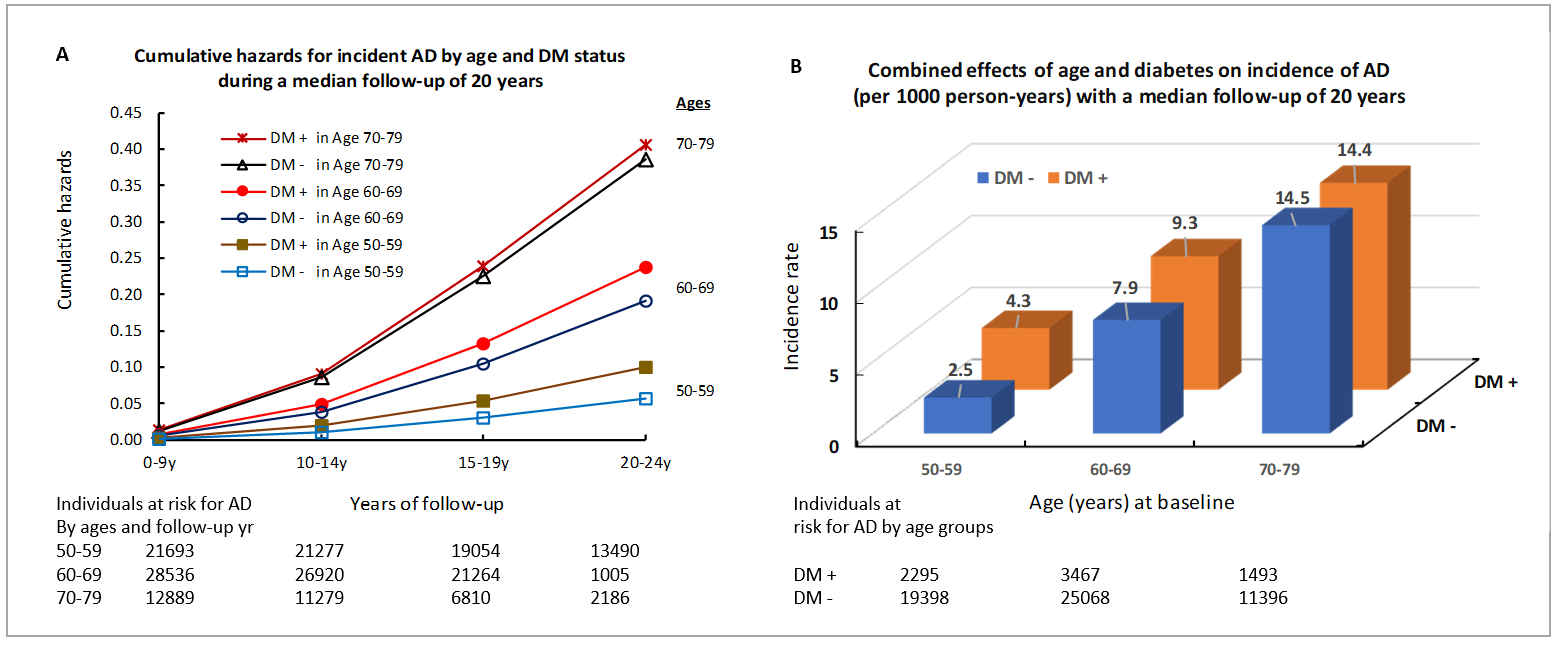 A
Cumulative hazards for incident AD by age and DM status
during a median follow-up of 20 years
Ages
0.45
0.40
0.35
0.30
0.25
0.20
0.15
0.10
0.05
0.00
Cumulative hazards
DM + in Age 70-79
DM - in Age 70-79
DM + in Age 60-69
DM - in Age 60-69
DM + in Age 50-59
DM - in Age 50-59
70-79
60-69
50-59
0-9y 10-14y 15-19y 20-24y
Years of follow-up
Individuals at risk for AD
By ages and follow-up yr
50-59 21693 21277 19054 13490
60-69 28536 26920 21264 1005
70-79 12889 11279 6810 2186
B
Combined effects of age and diabetes on incidence of AD
(per 1000 person-years) with a median follow-up of 20 years
DM - DM +
Incidence rate
15
10
5
0
14.4
14.5
9.3
7.9
4.3
2.5
DM +
DM -
50-59 60-69 70-79
Age (years) at baseline
Individuals at
risk for AD by age groups
DM + 2295 3467 1493
DM - 19398 25068 11396